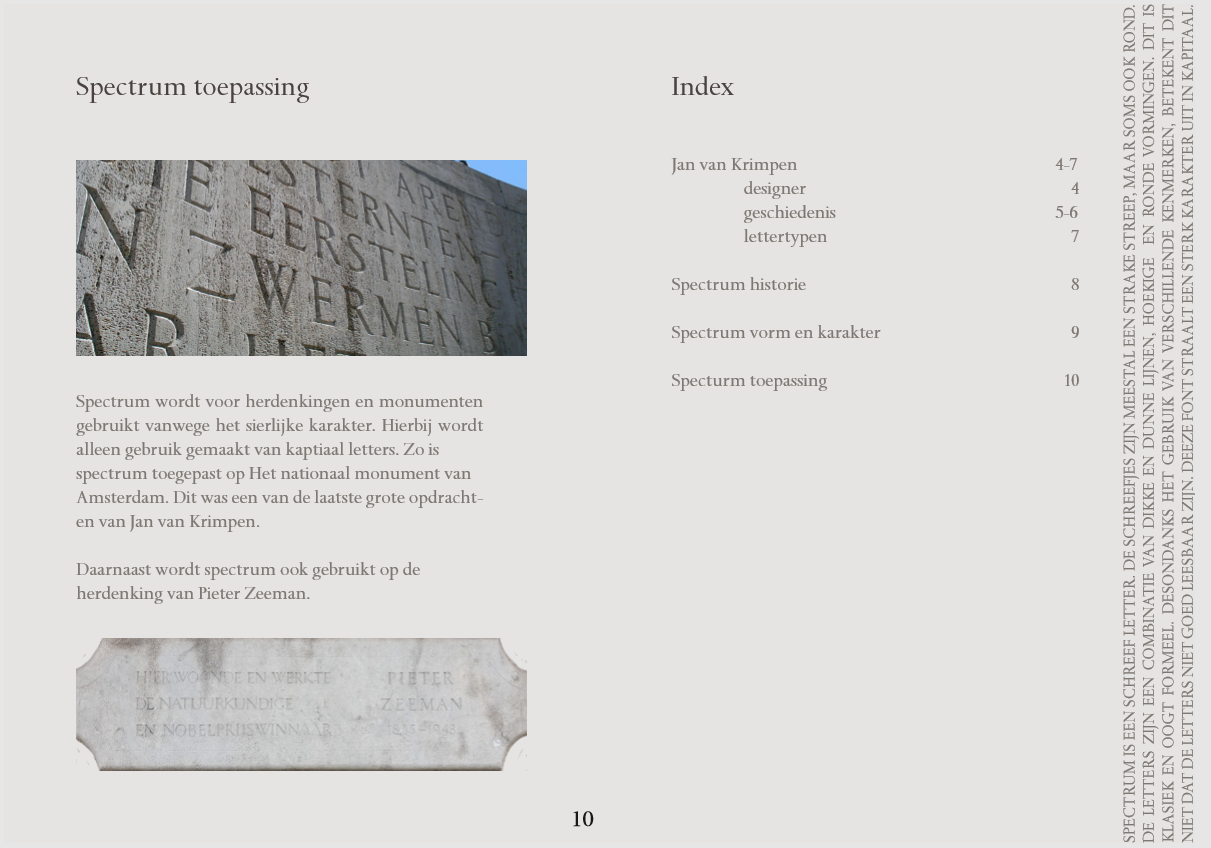 Spectrum toepassing
ESTERNTEN
EERSTELING
ZWERMEN
Spectrum wordt voor herdenkingen en monumenten
gebruikt vanwege het sierlijke karakter. Hierbij wordt
alleen gebruik gemaakt van kaptiaal letters. Zo is
spectrum toegepast op Het nationaal monument van
Amsterdam. Dit was een van de laatste grote opdracht-
en van Jan van Krimpen.
Daarnaast wordt spectrum ook gebruikt op de
herdenking van Pieter Zeeman.
HIER WOONDE EN WERKTE
DE NATUURKUNDIGE
EN NOBELPRIJSWINNAAR
PIETER
ZEEMAN
10
Index
Jan van Krimpen 4-7
designer 4
geschiedenis 5-6
lettertypen 7
Spectrum historie 8
Spectrum vorm en karakter 9
Specturm toepassing 10
SPECTRUM IS EEN SCHREEF LETTER. DE SCHREEFJES ZIJN MEESTAL EEN STRAKE STREEP, MAAR SOMS OOK ROND.
DE LETTERS ZIJN EEN COMBINATIE VAN DIKKE EN DUNNE LIJNEN, HOEKIGE EN RONDE VORMINGEN. DIT IS
KLASIEK EN OOGT FORMEEL. DESONDANKS HET GEBRUIK VAN VERSCHILLENDE KENMERKEN, BETEKENT DIT
NIET DAT DE LETTERS NIET GOED LEESBAAR ZIJN. DEEZE FONT STRAALT EEN STERK KARAKTER UIT IN KAPITAAL.